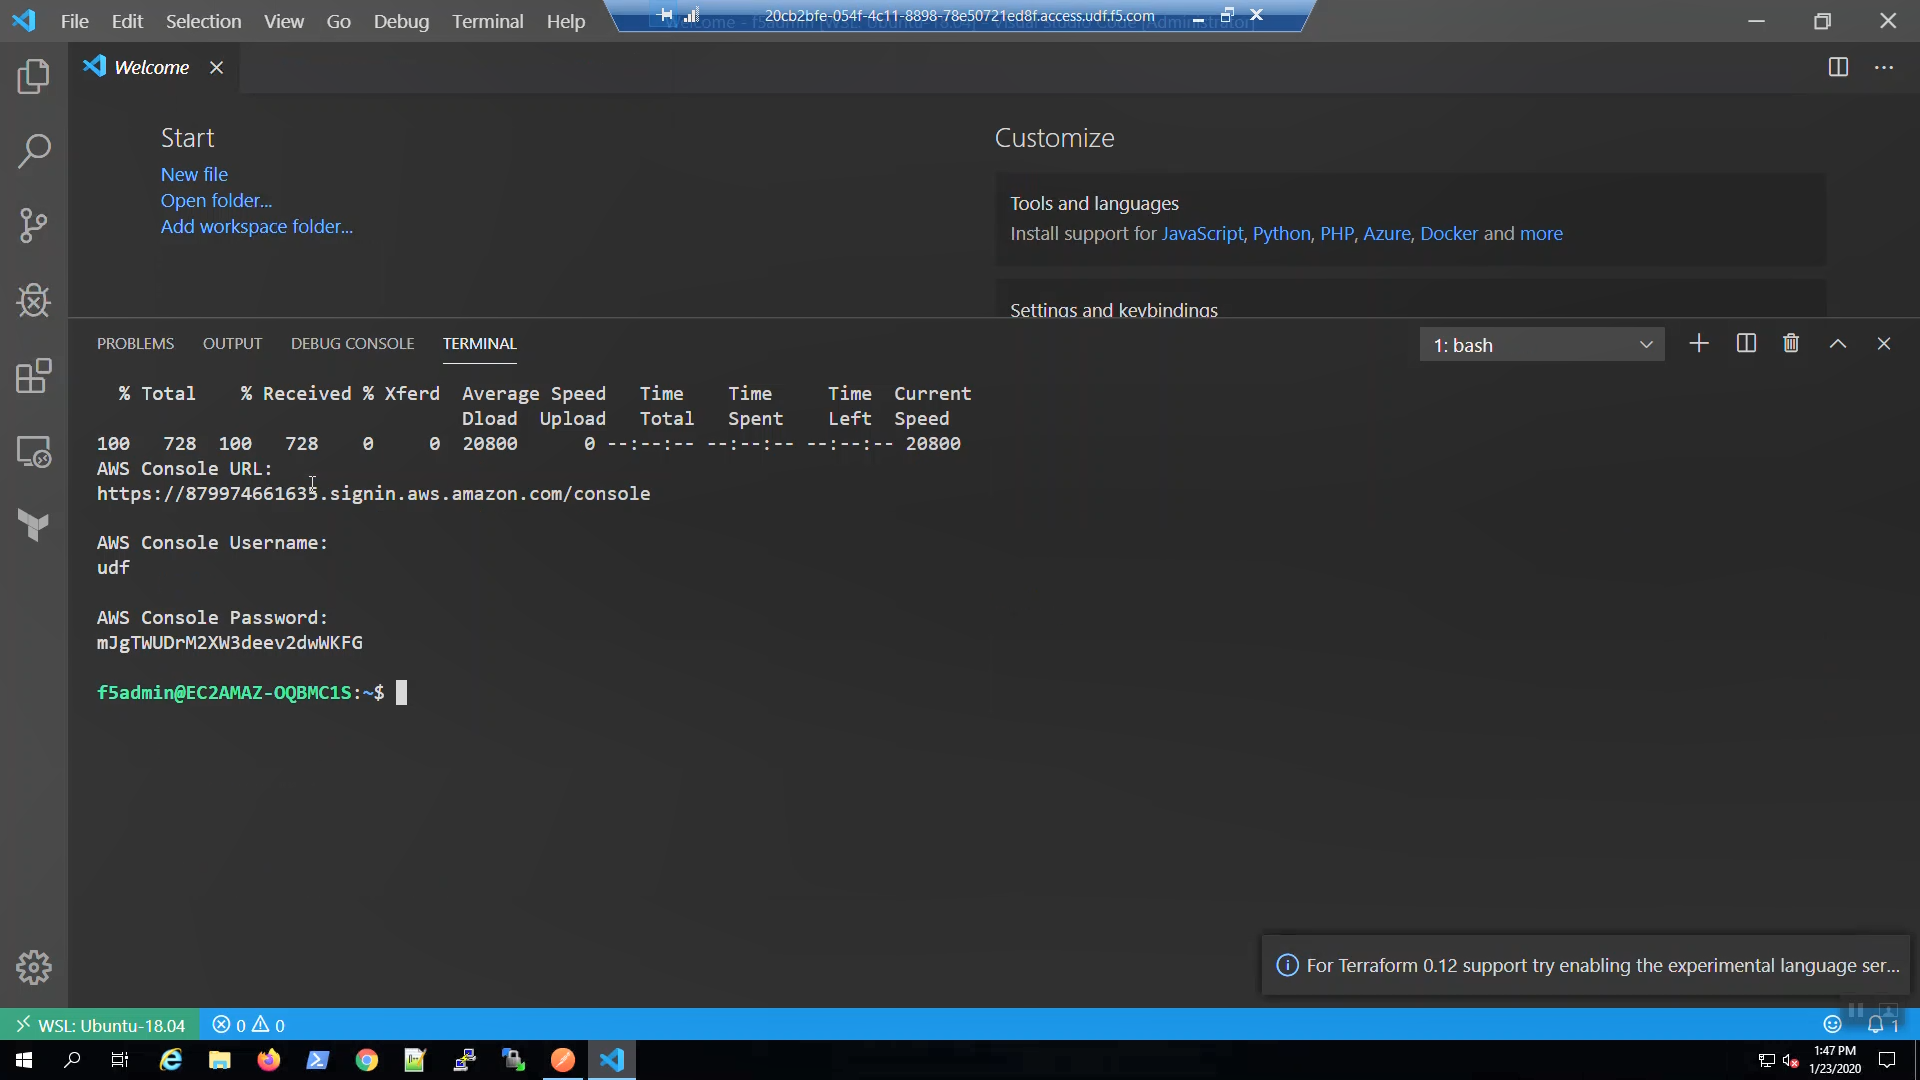 File Edit Selection View Go Debug Terminal Help
20cb2bfe-054f-4c11-8898-78e50721ed8f.access.udf.f5.com
Welcome
Start
New file
Open folder...
Add workspace folder...
Customize
Tools and languages
Install support for JavaScript, Python, PHP, Azure, Docker and more
Settings and keybindings
PROBLEMS OUTPUT DEBUG CONSOLE TERMINAL
1: bash
% Total % Received % Xferd Average Speed Time Time Time Current
Dload Upload Total Spent Left Speed
100 728 100 728 0 0 20800 0 --:--:-- --:--:-- --:--:-- 20800
AWS Console URL:
https://879974661635.signin.aws.amazon.com/console
AWS Console Username:
udf
AWS Console Password:
mJgTWUDrM2XW3deev2dwWKFG
f5admin@EC2AMAZ-OQBMC1S:~$
For Terraform 0.12 support try enabling the experimental language ser...
WSL: Ubuntu-18.04 0 0
1
1:47 PM
1/23/2020